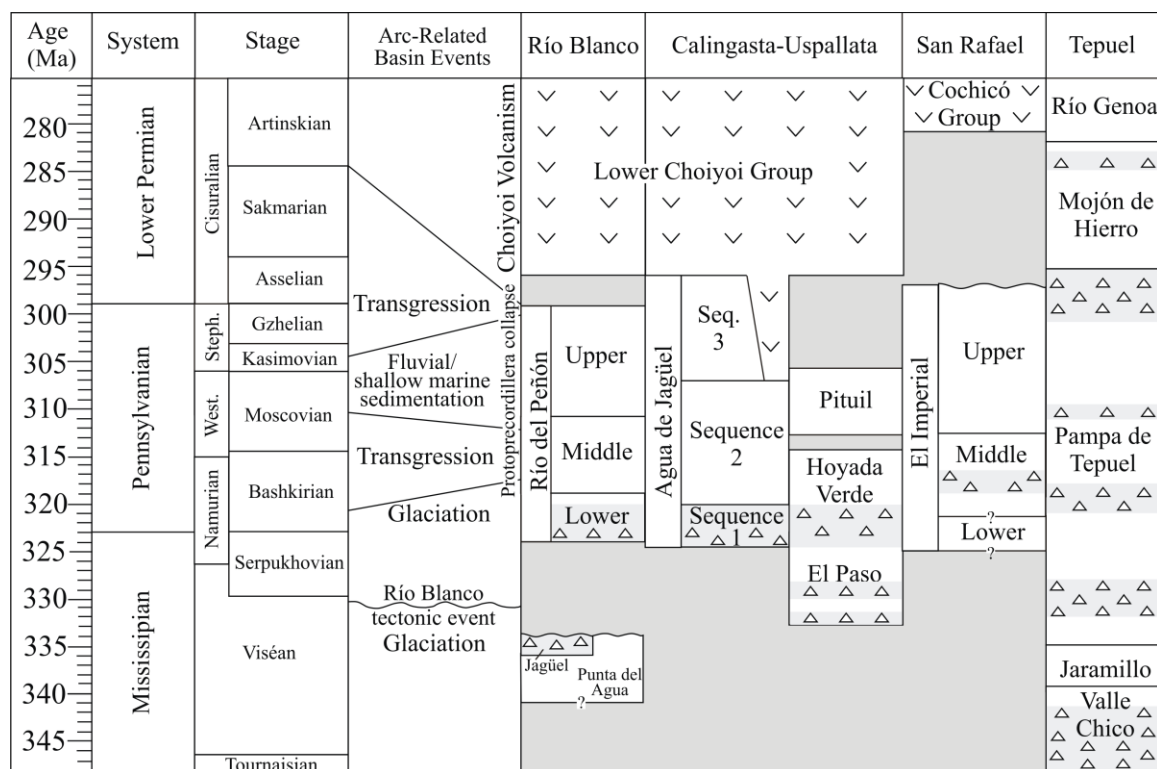 Age
(Ma)
System
Stage
Arc-Related
Basin Events
Río Blanco
Calingasta-Uspallata
San Rafael
Tepuel
280
285
290
295
300
305
310
315
320
325
330
335
340
345
Lower Permian
Pennsylvanian
Mississipian
Cisuralian
Steph.
West.
Namurian
Artinskian
Sakmarian
Asselian
Gzhelian
Kasimovian
Moscovian
Bashkirian
Serpukhovian
Viséan
Tournaisian
Transgression
Fluvial/
shallow marine
sedimentation
Transgression
Glaciation
Río Blanco
tectonic event
Glaciation
Protoprecordillera collapse
Choiyoi Volcanism
Río del Peñón
Upper
Middle
Lower
Jagüel
Punta del
Agua
?
Lower Choiyoi Group
Agua de Jagüel
Seq.
3
Sequence
2
Sequence
1
Pituil
Hoyada
Verde
El Paso
Cochicó
Group
El Imperial
Upper
Middle
?
Lower
?
Río Genoa
Mojón de
Hierro
Pampa de
Tepuel
Jaramillo
Valle
Chico